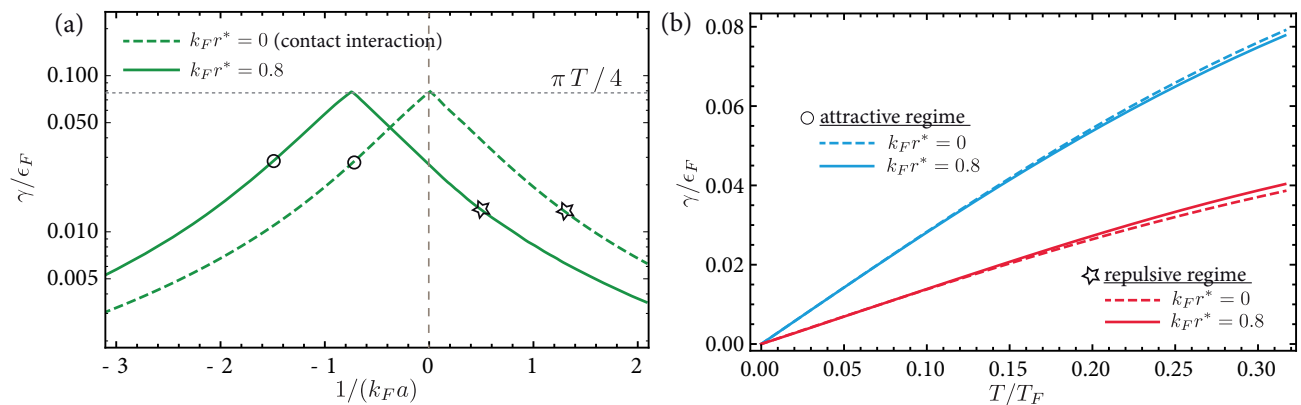 (a)
k_F r* = 0 (contact interaction)
k_F r* = 0.8
π T / 4
0.100
0.050
0.010
0.005
γ/ϵ_F
- 3
- 2
- 1
0
1
2
1/(k_F a)
(b)
0.08
0.06
0.04
0.02
0.00
γ/ϵ_F
attractive regime
k_F r* = 0
k_F r* = 0.8
repulsive regime
k_F r* = 0
k_F r* = 0.8
0.00
0.05
0.10
0.15
0.20
0.25
0.30
T/T_F